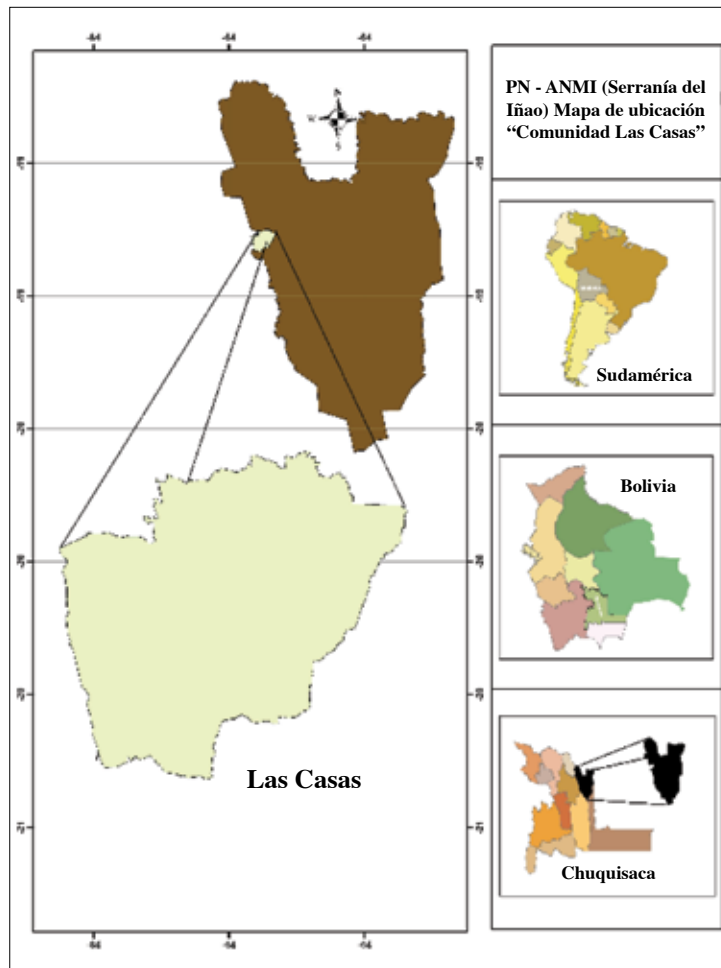 PN - ANMI (Serranía del
Iñao) Mapa de ubicación
“Comunidad Las Casas”
Sudamérica
Bolivia
Chuquisaca
Las Casas